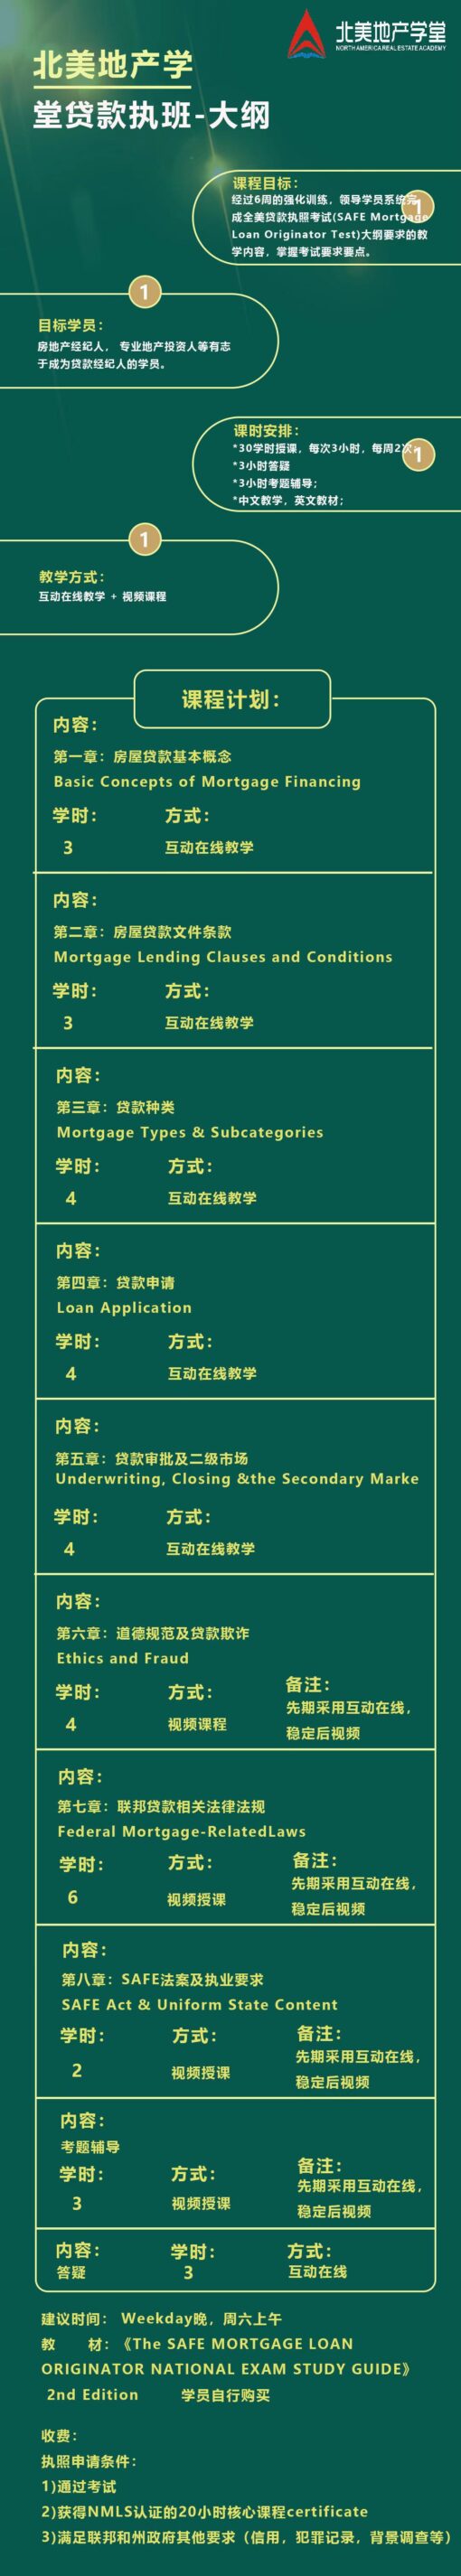 北美地产学堂
NORTH AMERICA REAL ESTATE ACADEMY
北美地产学
堂贷款执班-大纲
课程目标：
经过6周的强化训练，领导学员系统完
成全美贷款执照考试(SAFE Mortgage
Loan Originator Test)大纲要求的教
学内容，掌握考试要求要点。
1
1
目标学员：
房地产经纪人， 专业地产投资人等有志
于成为贷款经纪人的学员。
课时安排：
*30学时授课，每次3小时，每周2次；
*3小时答疑
*3小时考题辅导；
*中文教学，英文教材；
1
1
教学方式：
互动在线教学 + 视频课程
课程计划：
内容：
第一章：房屋贷款基本概念
Basic Concepts of Mortgage Financing
学时： 方式：
3 互动在线教学
内容：
第二章：房屋贷款文件条款
Mortgage Lending Clauses and Conditions
学时： 方式：
3 互动在线教学
内容：
第三章：贷款种类
Mortgage Types & Subcategories
学时： 方式：
4 互动在线教学
内容：
第四章：贷款申请
Loan Application
学时： 方式：
4 互动在线教学
内容：
第五章：贷款审批及二级市场
Underwriting, Closing &the Secondary Marke
学时： 方式：
4 互动在线教学
内容：
第六章：道德规范及贷款欺诈
Ethics and Fraud
学时： 方式： 备注：
4 视频课程 先期采用互动在线，
稳定后视频
内容：
第七章：联邦贷款相关法律法规
Federal Mortgage-RelatedLaws
学时： 方式： 备注：
6 视频授课 先期采用互动在线，
稳定后视频
内容：
第八章：SAFE法案及执业要求
SAFE Act & Uniform State Content
学时： 方式： 备注：
2 视频授课 先期采用互动在线，
稳定后视频
内容：
考题辅导
学时： 方式： 备注：
3 视频授课 先期采用互动在线，
稳定后视频
内容： 学时： 方式：
答疑 3 互动在线
建议时间： Weekday晚，周六上午
教 材：《The SAFE MORTGAGE LOAN
ORIGINATOR NATIONAL EXAM STUDY GUIDE》
2nd Edition 学员自行购买
收费：
执照申请条件：
1)通过考试
2)获得NMLS认证的20小时核心课程certificate
3)满足联邦和州政府其他要求（信用，犯罪记录，背景调查等）